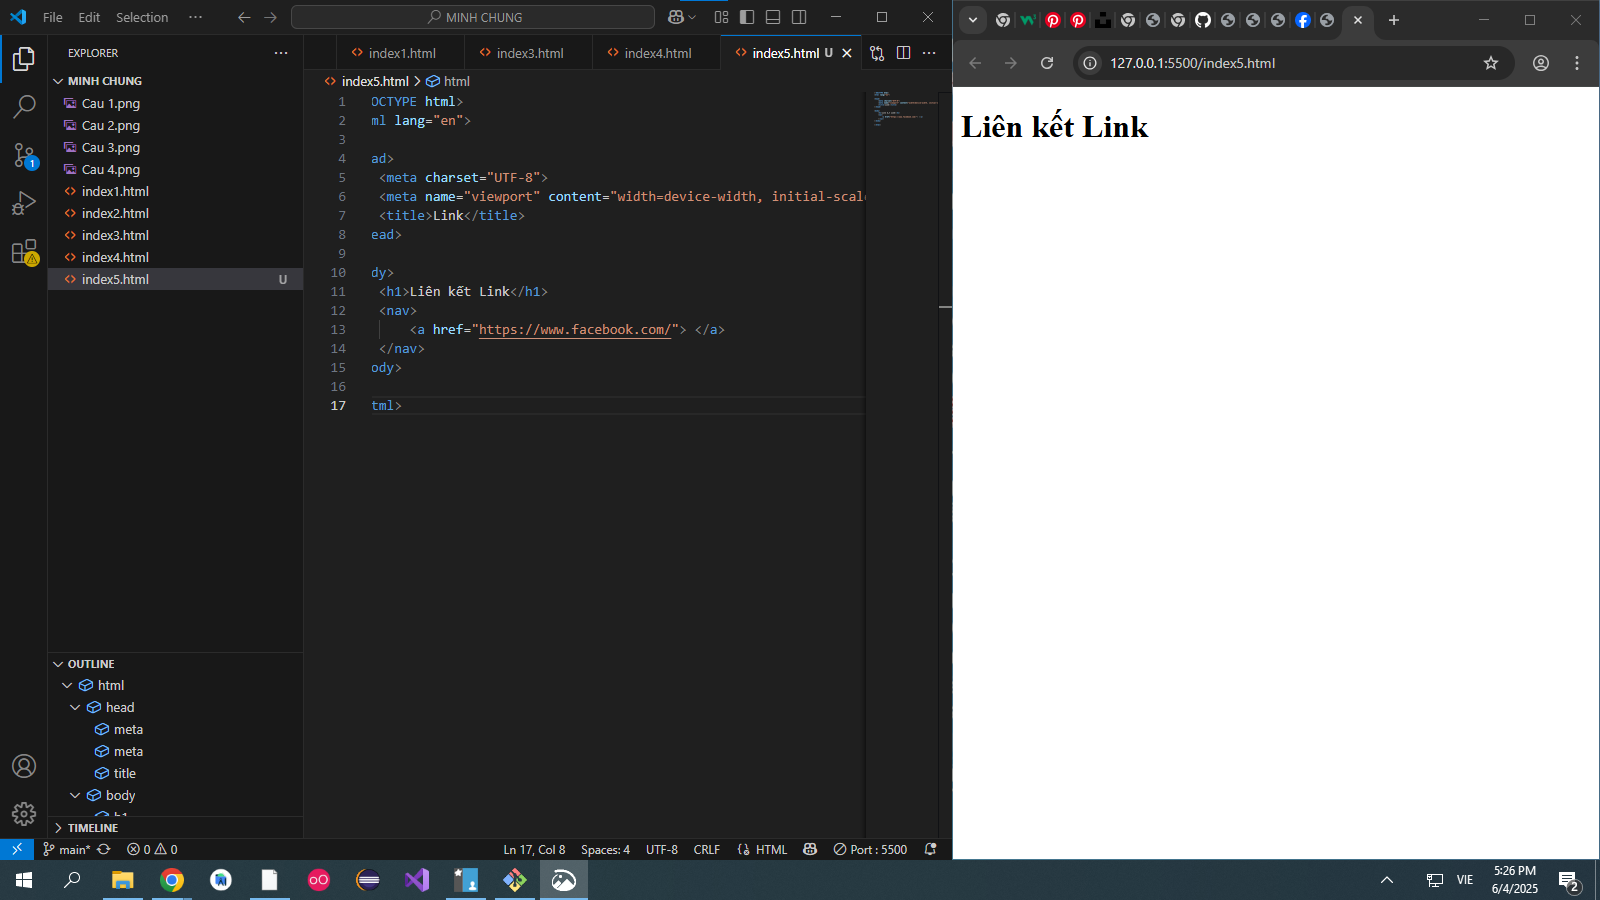 File Edit Selection ···
MINH CHUNG
EXPLORER
MINH CHUNG
Cau 1.png
Cau 2.png
Cau 3.png
Cau 4.png
index1.html
index2.html
index3.html
index4.html
index5.html U
1
OUTLINE
html
head
meta
meta
title
body
TIMELINE
index1.html index3.html index4.html index5.html U
index5.html > html
1 OCTYPE html>
2 ml lang="en">
3
4 ad>
5 <meta charset="UTF-8">
6 <meta name="viewport" content="width=device-width, initial-scale
7 <title>Link</title>
8 ead>
9
10 dy>
11 <h1>Liên kết Link</h1>
12 <nav>
13 <a href="https://www.facebook.com/"> </a>
14 </nav>
15 ody>
16
17 tml>
main* 0 0 Ln 17, Col 8 Spaces: 4 UTF-8 CRLF HTML Port : 5500
127.0.0.1:5500/index5.html
Liên kết Link
VIE
5:26 PM
6/4/2025
2